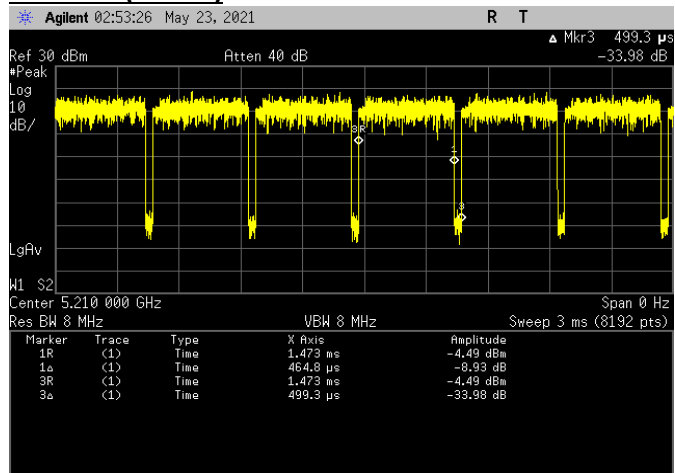 Agilent 02:53:26 May 23, 2021 R T
Δ Mkr3 499.3 µs
Ref 30 dBm Atten 40 dB -33.98 dB
#Peak
Log
10
dB/
3R
1
3
LgAv
W1 S2
Center 5.210 000 GHz Span 0 Hz
Res BW 8 MHz VBW 8 MHz Sweep 3 ms (8192 pts)
Marker Trace Type X Axis Amplitude
1R (1) Time 1.473 ms -4.49 dBm
1Δ (1) Time 464.8 µs -8.93 dB
3R (1) Time 1.473 ms -4.49 dBm
3Δ (1) Time 499.3 µs -33.98 dB